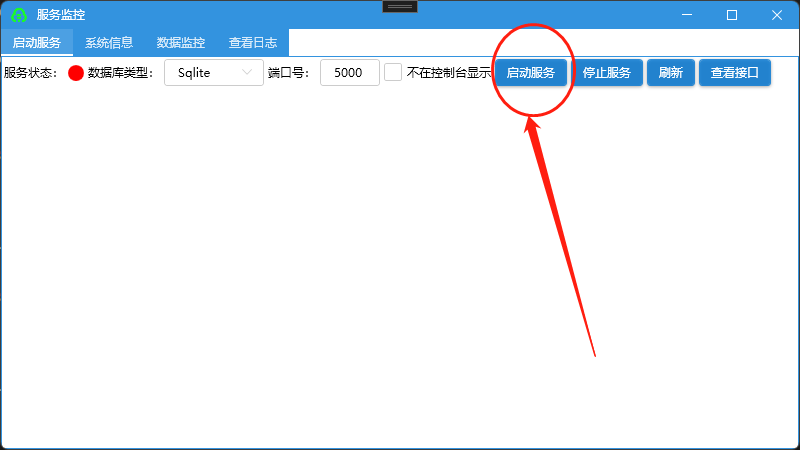 服务监控
启动服务 系统信息 数据监控 查看日志
服务状态： 数据库类型： Sqlite 端口号： 5000 不在控制台显示 启动服务 停止服务 刷新 查看接口